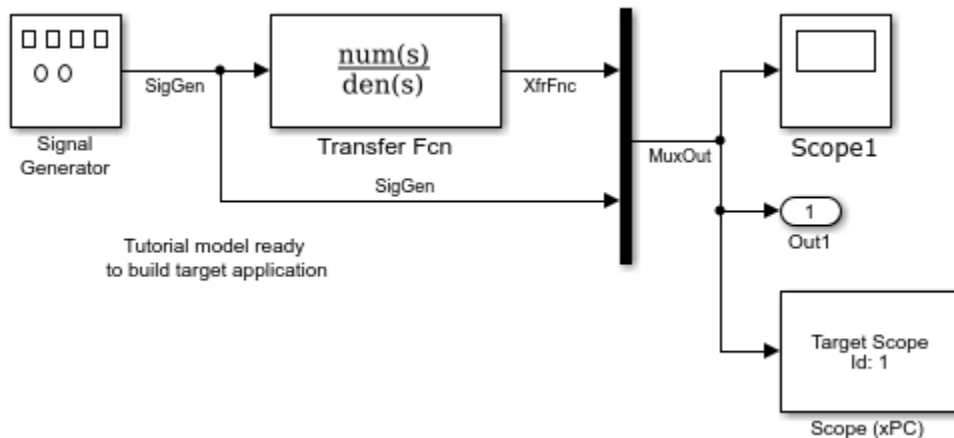 num(s)
den(s)
SigGen
XfrFnc
Signal
Generator
Transfer Fcn
MuxOut
Scope1
SigGen
1
Out1
Tutorial model ready
to build target application
Target Scope
Id: 1
Scope (xPC)